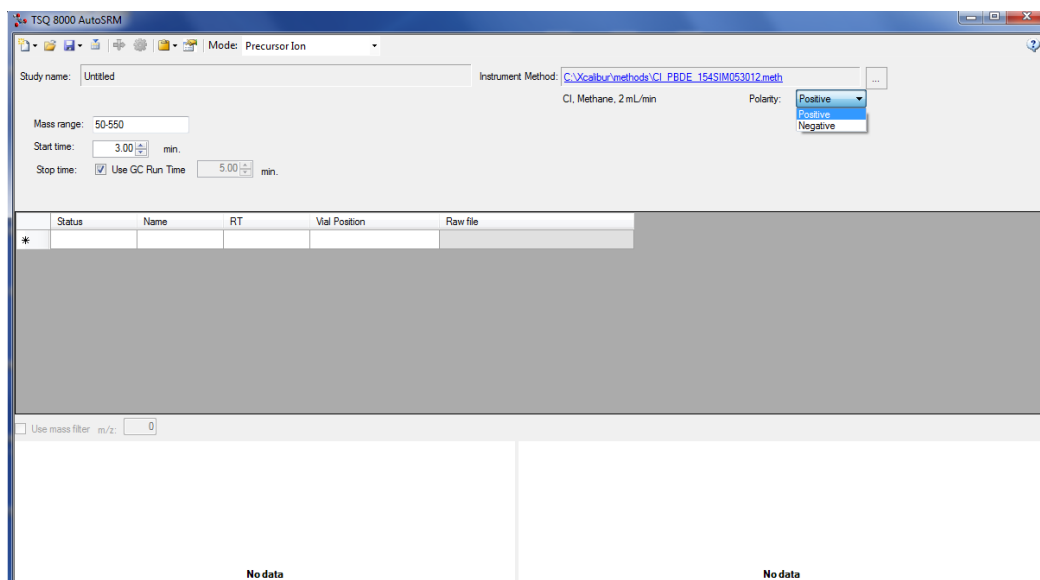 TSQ 8000 AutoSRM
Mode: Precursor Ion
Study name: Untitled
Instrument Method: C:\Xcalibur\methods\CI_PBDE_154SIM053012.meth ...
CI, Methane, 2 mL/min
Polarity: Positive
Positive
Negative
Mass range: 50-550
Start time: 3.00 min.
Stop time: Use GC Run Time 5.00 min.
Status Name RT Vial Position Raw file
Use mass filter m/z: 0
No data
No data